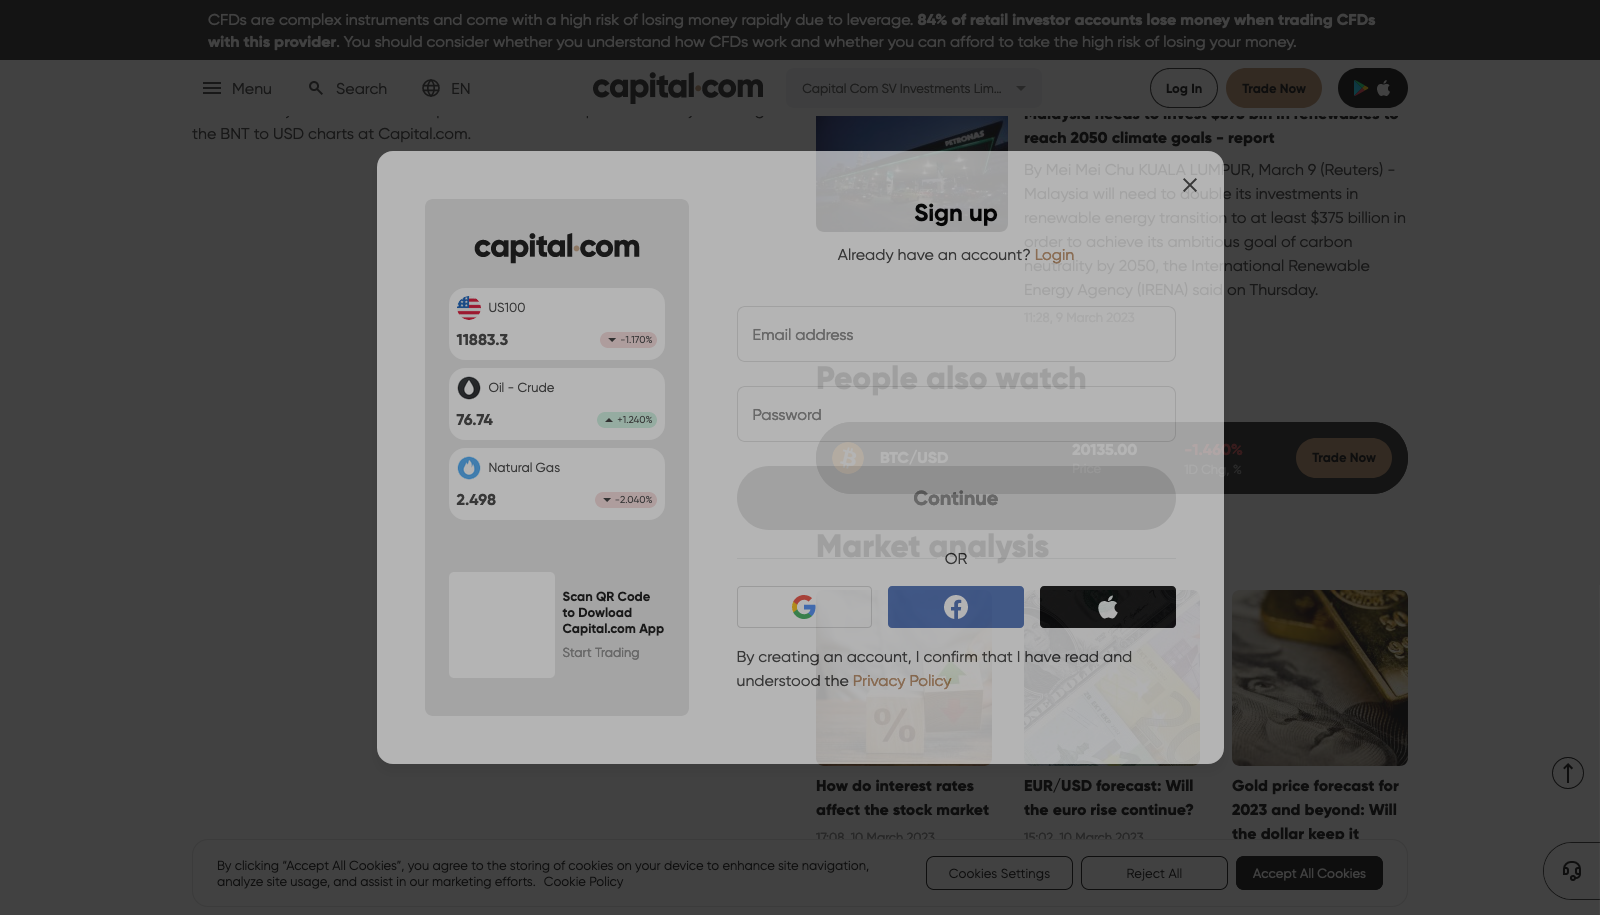 CFDs are complex instruments and come with a high risk of losing money rapidly due to leverage. 84% of retail investor accounts lose money when trading CFDs
with this provider. You should consider whether you understand how CFDs work and whether you can afford to take the high risk of losing your money.
Menu
Search
EN
capital.com
Capital Com SV Investments Lim...
Log In
Trade Now
the BNT to USD charts at Capital.com.
PETRONAS
Malaysia needs to invest $375 bln in renewables to
reach 2050 climate goals - report
By Mei Mei Chu KUALA LUMPUR, March 9 (Reuters) -
Malaysia will need to double its investments in
renewable energy transition to at least $375 billion in
order to achieve its ambitious goal of carbon
neutrality by 2050, the International Renewable
Energy Agency (IRENA) said on Thursday.
11:28, 9 March 2023
capital.com
US100
11883.3
-1.170%
Oil - Crude
76.74
+1.240%
Natural Gas
2.498
-2.040%
Scan QR Code
to Dowload
Capital.com App
Start Trading
Sign up
Already have an account? Login
Email address
Password
Continue
OR
By creating an account, I confirm that I have read and
understood the Privacy Policy
People also watch
BTC/USD
20135.00
Price
1D Chg, %
Trade Now
Market analysis
%
How do interest rates
affect the stock market
17:08, 10 March 2023
EUR/USD forecast: Will
the euro rise continue?
15:02, 10 March 2023
Gold price forecast for
2023 and beyond: Will
the dollar keep it
By clicking "Accept All Cookies", you agree to the storing of cookies on your device to enhance site navigation,
analyze site usage, and assist in our marketing efforts. Cookie Policy
Cookies Settings
Reject All
Accept All Cookies